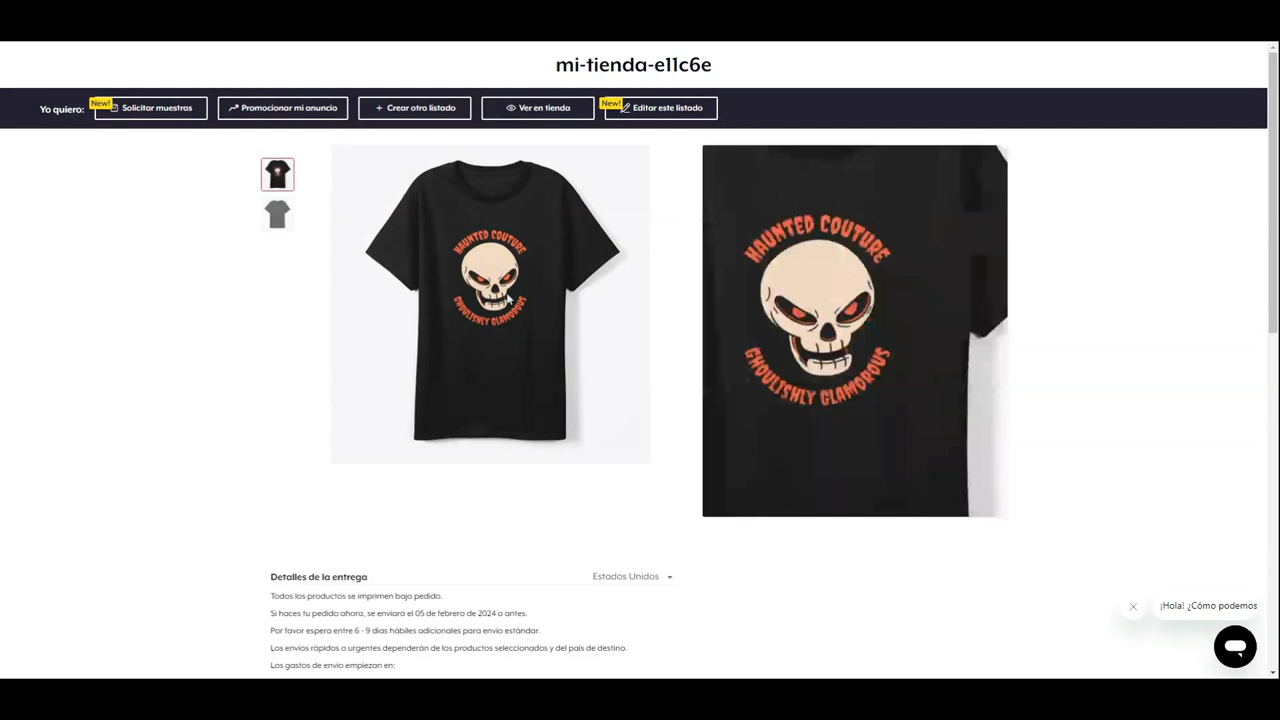 mi-tienda-e11c6e
Yo quiero:
New!
Solicitar muestras
Promocionar mi anuncio
+ Crear otro listado
Ver en tienda
New!
Editar este listado
HAUNTED COUTURE
GHOULISHLY GLAMOROUS
HAUNTED COUTURE
GHOULISHLY GLAMOROUS
Detalles de la entrega
Estados Unidos
Todos los productos se imprimen bajo pedido.
Si haces tu pedido ahora, se enviará el 05 de febrero de 2024 o antes.
Por favor espera entre 6 - 9 días hábiles adicionales para envío estándar.
Los envíos rápidos o urgentes dependerán de los productos seleccionados y del país de destino.
Los gastos de envío empiezan en:
¡Hola! ¿Cómo podemos